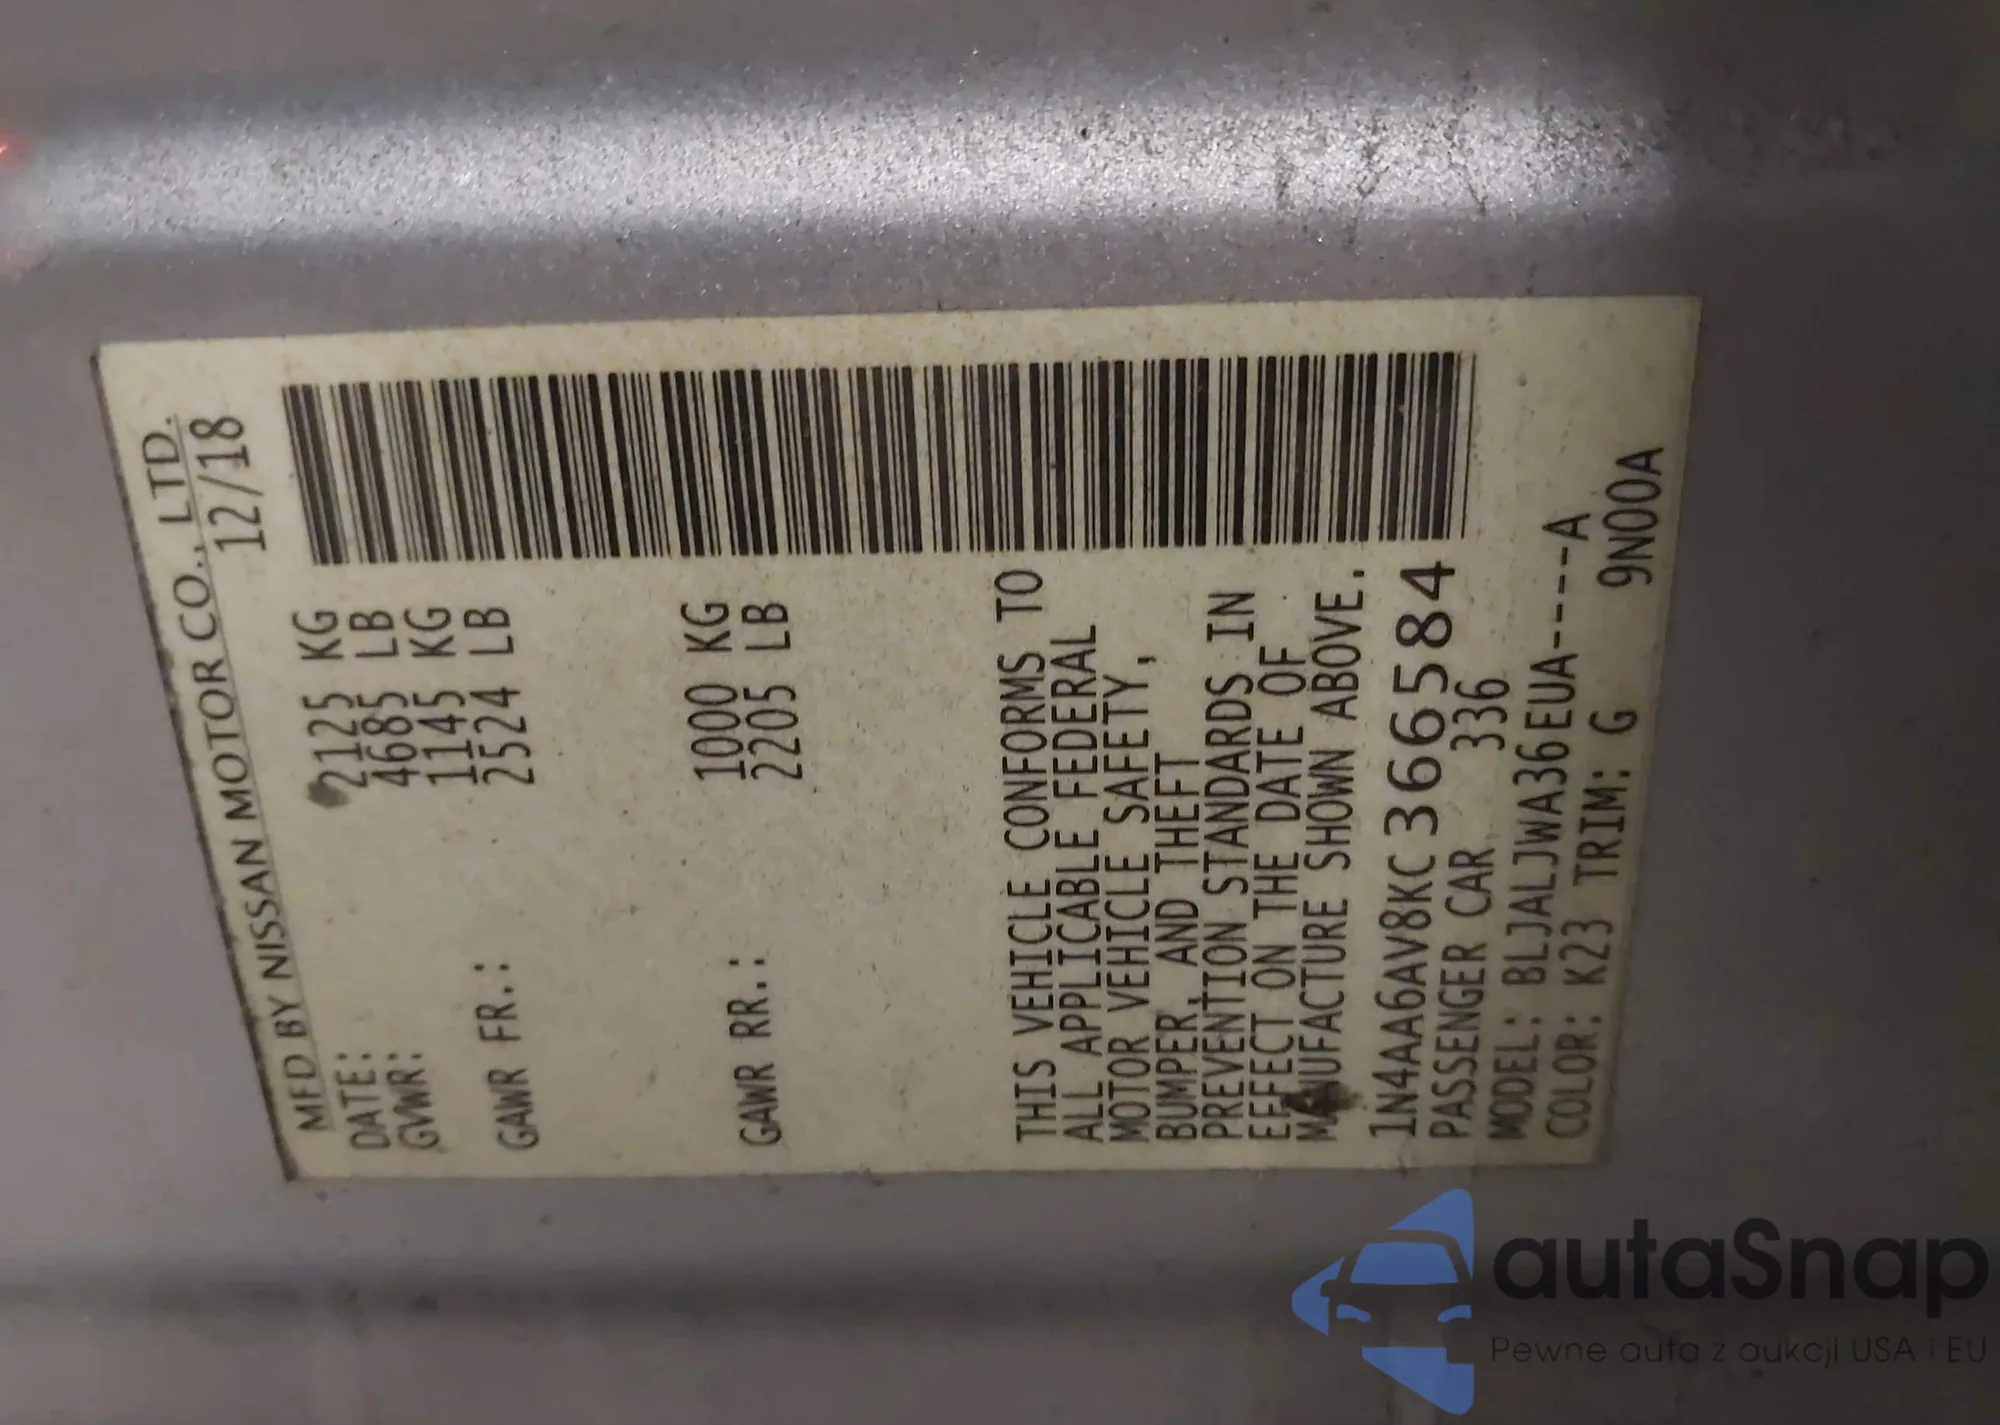 MFD BY NISSAN MOTOR CO., LTD.
DATE: 12/18
GVWR: 2125 KG
4685 LB
GAWR FR.: 1145 KG
2524 LB
GAWR RR.: 1000 KG
2205 LB
THIS VEHICLE CONFORMS TO
ALL APPLICABLE FEDERAL
MOTOR VEHICLE SAFETY,
BUMPER, AND THEFT
PREVENTION STANDARDS IN
EFFECT ON THE DATE OF
MANUFACTURE SHOWN ABOVE.
1N4AA6AV8KC366584
PASSENGER CAR 336
MODEL: BLJALJWA36EUA----A
COLOR: K23 TRIM: G 9N00A
autaSnap
Pewne auta z aukcji USA i EU